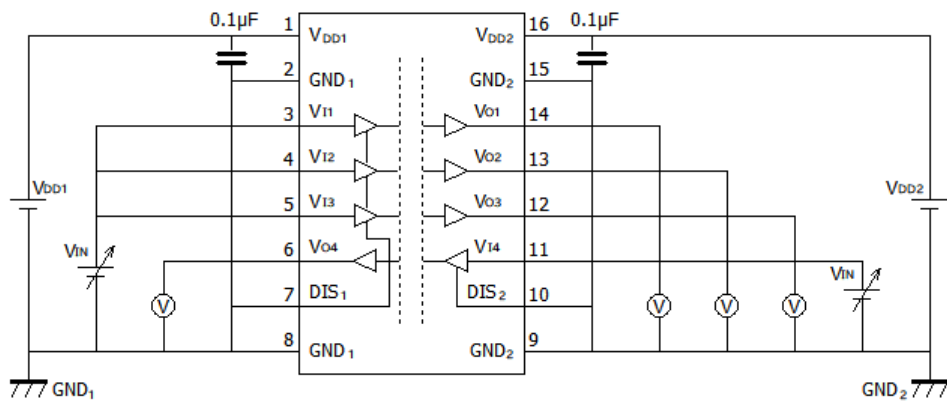 0.1μF 1 16 0.1μF
VDD1 VDD2
2 15
GND1 GND2
3 VI1 VO1 14
4 VI2 VO2 13
VDD1 VDD2
5 VI3 VO3 12
6 VO4 VI4 11
VIN VIN
V 7 DIS1 DIS2 10 V V V
8 GND1 GND2 9
GND1 GND2